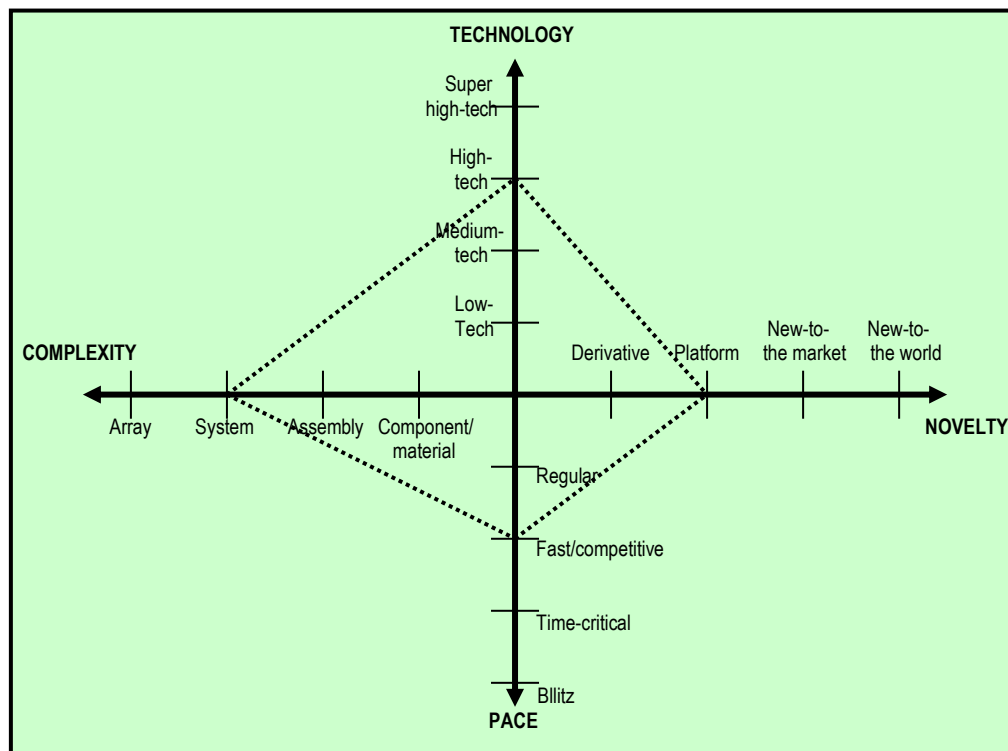 TECHNOLOGY
Super
high-tech
High-
tech
Medium-
tech
Low-
Tech
COMPLEXITY
Derivative
Platform
New-to-
the market
New-to-
the world
Array
System
Assembly
Component/
material
NOVELTY
Regular
Fast/competitive
Time-critical
Bllitz
PACE